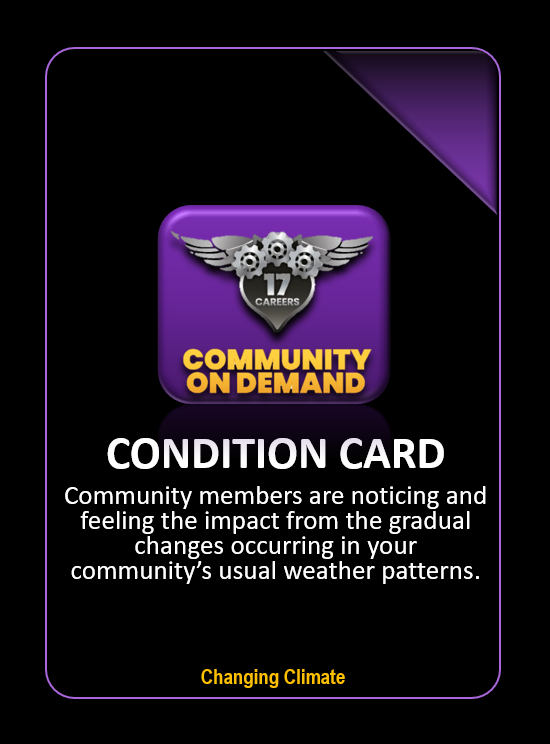 17
CAREERS
COMMUNITY
ON DEMAND
CONDITION CARD
Community members are noticing and
feeling the impact from the gradual
changes occurring in your
community’s usual weather patterns.
Changing Climate